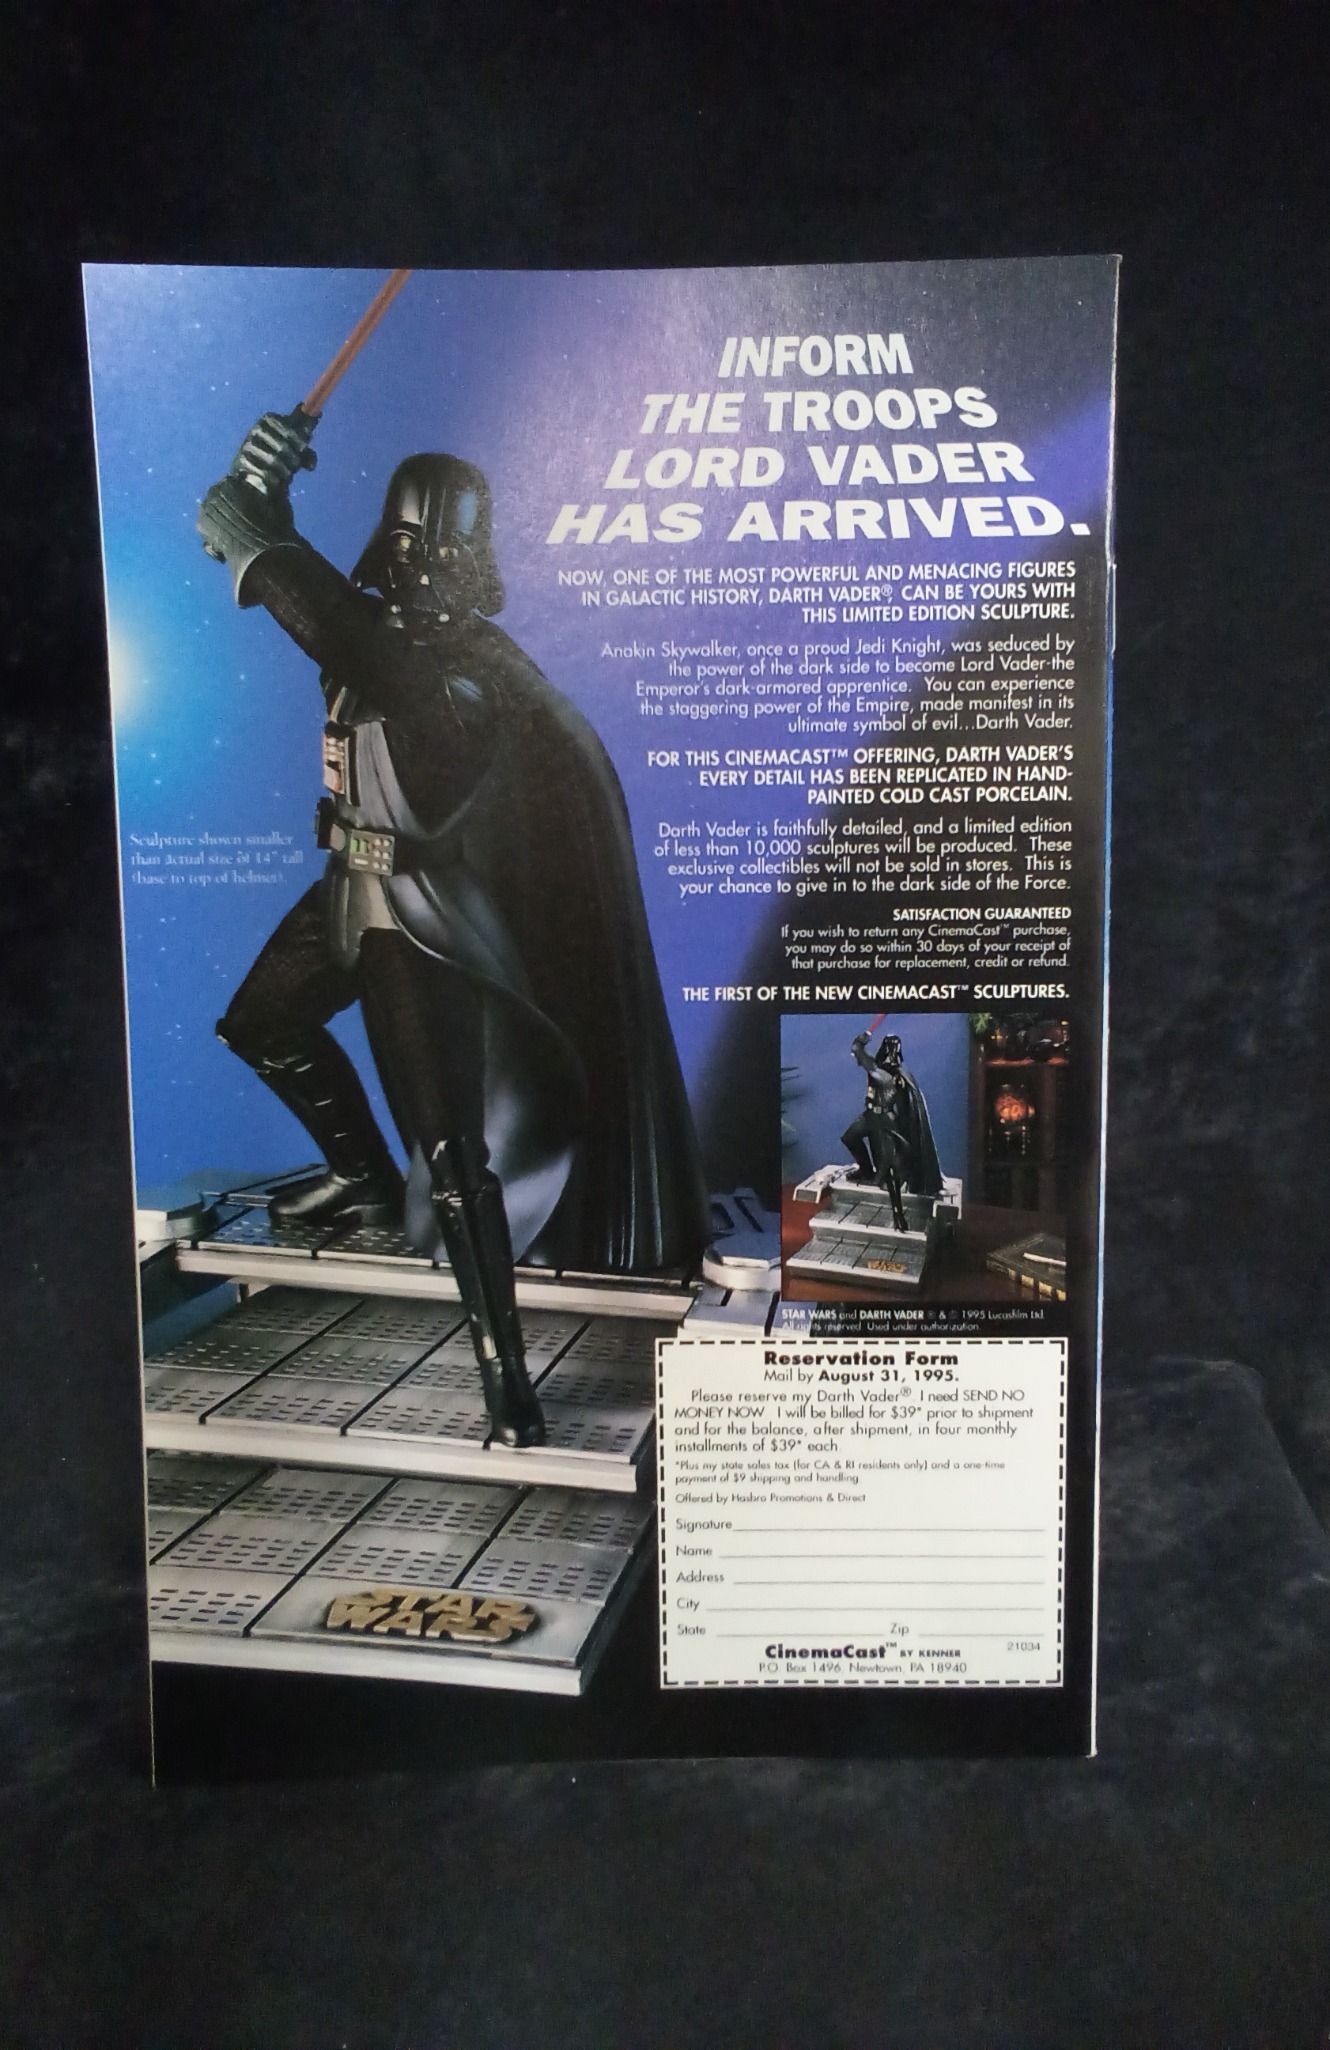 INFORM
THE TROOPS
LORD VADER
HAS ARRIVED.
NOW, ONE OF THE MOST POWERFUL AND MENACING FIGURES
IN GALACTIC HISTORY, DARTH VADER®, CAN BE YOURS WITH
THIS LIMITED EDITION SCULPTURE.
Anakin Skywalker, once a proud Jedi Knight, was seduced by
the power of the dark side to become Lord Vader-the
Emperor's dark-armored apprentice. You can experience
the staggering power of the Empire, made manifest in its
ultimate symbol of evil...Darth Vader.
FOR THIS CINEMACAST™ OFFERING, DARTH VADER'S
EVERY DETAIL HAS BEEN REPLICATED IN HAND-
PAINTED COLD CAST PORCELAIN.
Sculpture shown smaller
than actual size of 14" tall
(base to top of helmet).
Darth Vader is faithfully detailed, and a limited edition
of less than 10,000 sculptures will be produced. These
exclusive collectibles will not be sold in stores. This is
your chance to give in to the dark side of the Force.
SATISFACTION GUARANTEED
If you wish to return any CinemaCast™ purchase,
you may do so within 30 days of your receipt of
that purchase for replacement, credit or refund.
THE FIRST OF THE NEW CINEMACAST™ SCULPTURES.
STAR WARS
STAR WARS and DARTH VADER ® & © 1995 Lucasfilm Ltd.
All rights reserved. Used under authorization.
Reservation Form
Mail by August 31, 1995.
Please reserve my Darth Vader®. I need SEND NO
MONEY NOW. I will be billed for $39* prior to shipment
and for the balance, after shipment, in four monthly
installments of $39* each.
*Plus my state sales tax (for CA & RI residents only) and a one-time
payment of $9 shipping and handling.
Offered by Hasbro Promotions & Direct
Signature
Name
Address
City
State Zip
CinemaCast™ BY KENNER 21034
P.O. Box 1496, Newtown, PA 18940
STAR
WARS